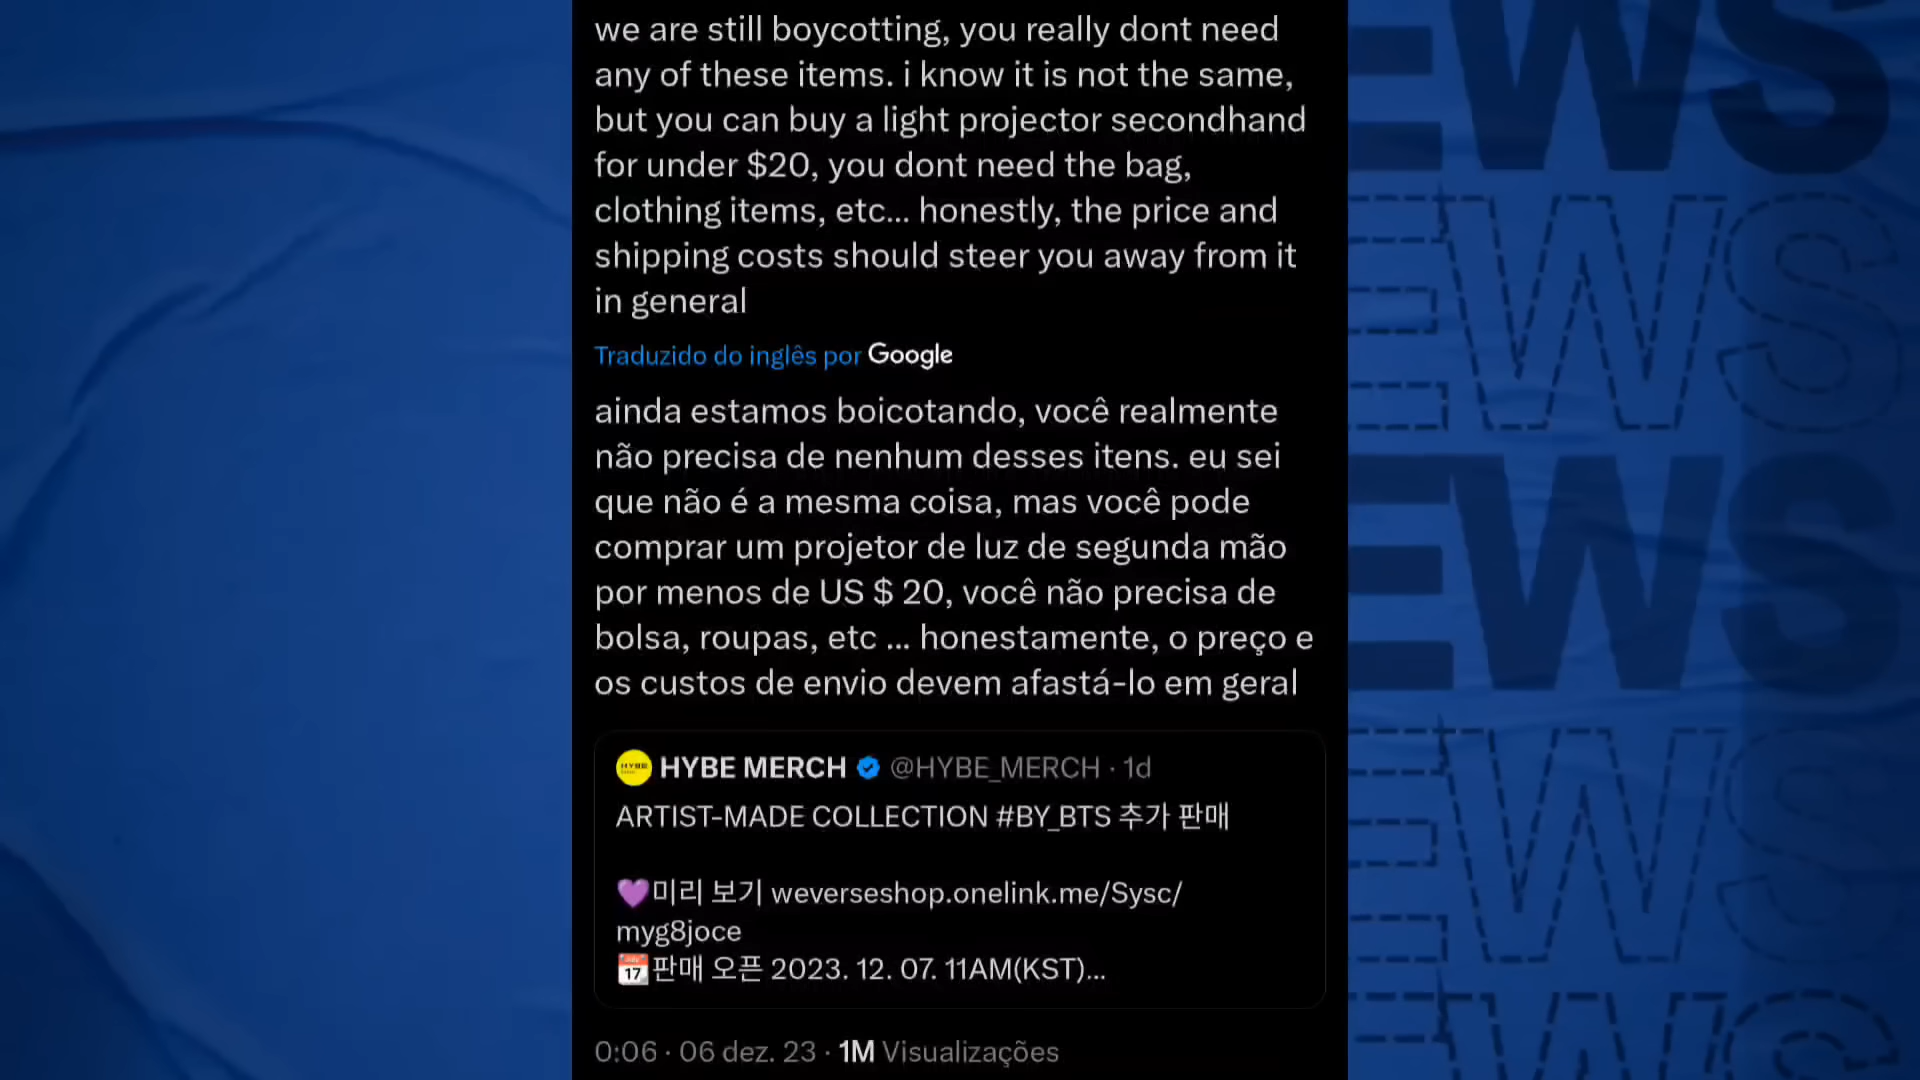 we are still boycotting, you really dont need
any of these items. i know it is not the same,
but you can buy a light projector secondhand
for under $20, you dont need the bag,
clothing items, etc... honestly, the price and
shipping costs should steer you away from it
in general
Traduzido do inglês por Google
ainda estamos boicotando, você realmente
não precisa de nenhum desses itens. eu sei
que não é a mesma coisa, mas você pode
comprar um projetor de luz de segunda mão
por menos de US $ 20, você não precisa de
bolsa, roupas, etc ... honestamente, o preço e
os custos de envio devem afastá-lo em geral
HYBE MERCH @HYBE_MERCH · 1d
ARTIST-MADE COLLECTION #BY_BTS 추가 판매
💜미리 보기 weverseshop.onelink.me/Sysc/
myg8joce
📅판매 오픈 2023. 12. 07. 11AM(KST)...
0:06 · 06 dez. 23 · 1M Visualizações
EWS
EWS
EWS
EWS
EWS